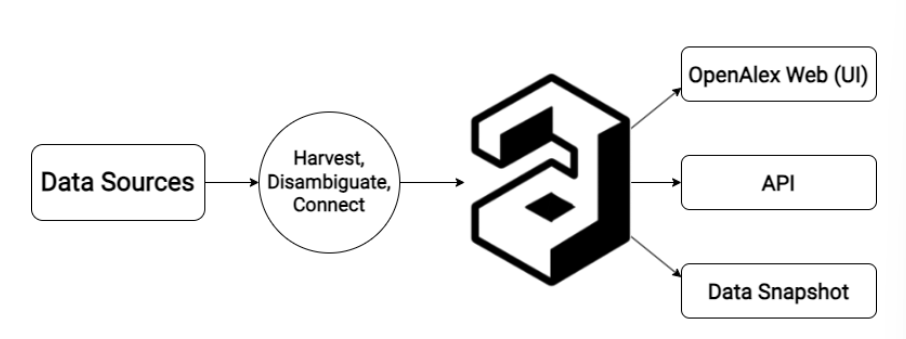 Data Sources
Harvest,
Disambiguate,
Connect
OpenAlex Web (UI)
API
Data Snapshot